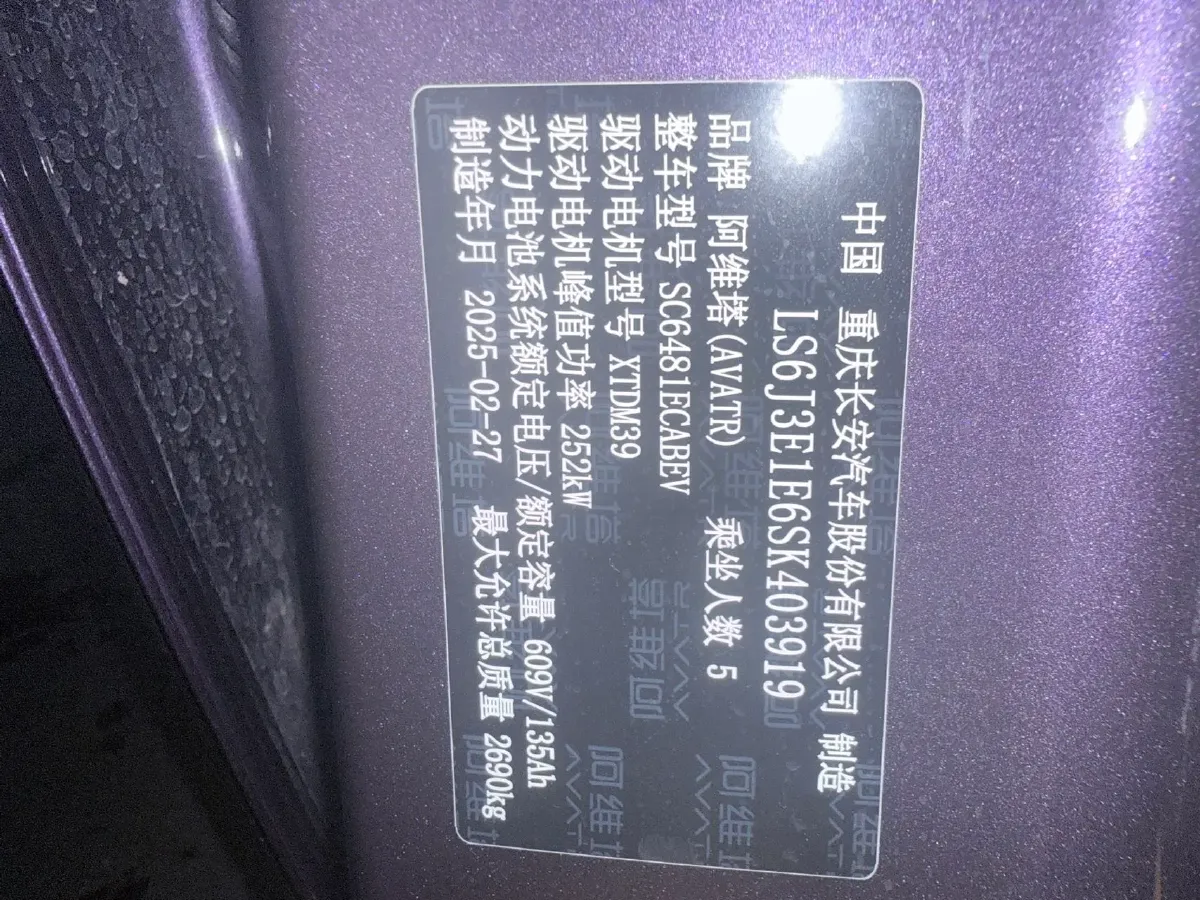 中国 重庆长安汽车股份有限公司 制造
LS6J3E1E6SK403919
品牌 阿维塔(AVATR) 乘坐人数 5
整车型号 SC6481ECABEV
驱动电机型号 XTDM39
驱动电机峰值功率 252kW
动力电池系统额定电压/额定容量 609V/135Ah
制造年月 2025-02-27 最大允许总质量 2690kg